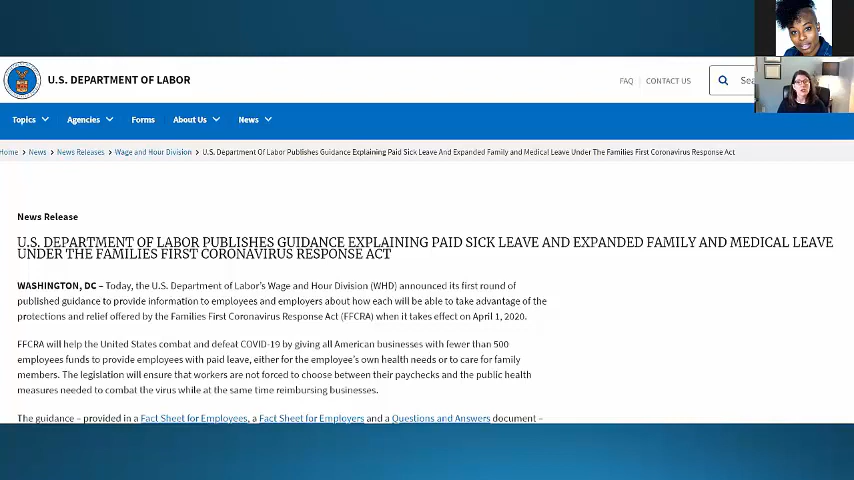 U.S. DEPARTMENT OF LABOR
FAQ CONTACT US
Sea
Topics Agencies Forms About Us News
Home News News Releases Wage and Hour Division U.S. Department Of Labor Publishes Guidance Explaining Paid Sick Leave And Expanded Family and Medical Leave Under The Families First Coronavirus Response Act
News Release
U.S. DEPARTMENT OF LABOR PUBLISHES GUIDANCE EXPLAINING PAID SICK LEAVE AND EXPANDED FAMILY AND MEDICAL LEAVE
UNDER THE FAMILIES FIRST CORONAVIRUS RESPONSE ACT
WASHINGTON, DC – Today, the U.S. Department of Labor's Wage and Hour Division (WHD) announced its first round of
published guidance to provide information to employees and employers about how each will be able to take advantage of the
protections and relief offered by the Families First Coronavirus Response Act (FFCRA) when it takes effect on April 1, 2020.
FFCRA will help the United States combat and defeat COVID-19 by giving all American businesses with fewer than 500
employees funds to provide employees with paid leave, either for the employee's own health needs or to care for family
members. The legislation will ensure that workers are not forced to choose between their paychecks and the public health
measures needed to combat the virus while at the same time reimbursing businesses.
The guidance – provided in a Fact Sheet for Employees, a Fact Sheet for Employers and a Questions and Answers document –